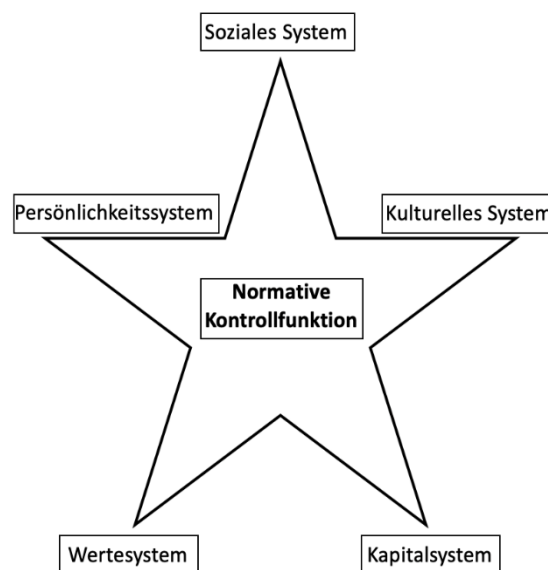 Soziales System
Persönlichkeitssystem
Kulturelles System
Normative
Kontrollfunktion
Wertesystem
Kapitalsystem